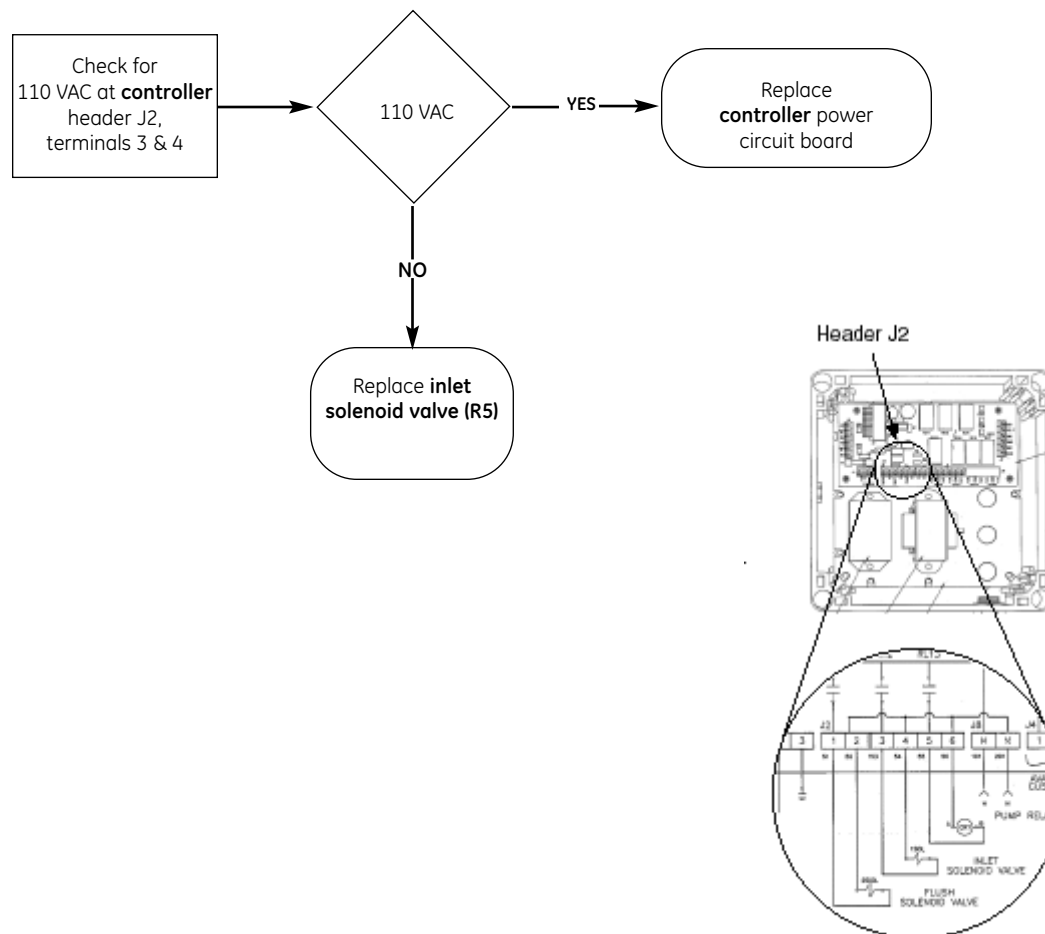 Check for
110 VAC at controller
header J2,
terminals 3 & 4
110 VAC
YES
Replace
controller power
circuit board
NO
Replace inlet
solenoid valve (R5)
Header J2
J2
J4
3 1 2 3 4 5 6 H N 1
PUMP REL
INLET
SOLENOID VALVE
FLUSH
SOLENOID VALVE